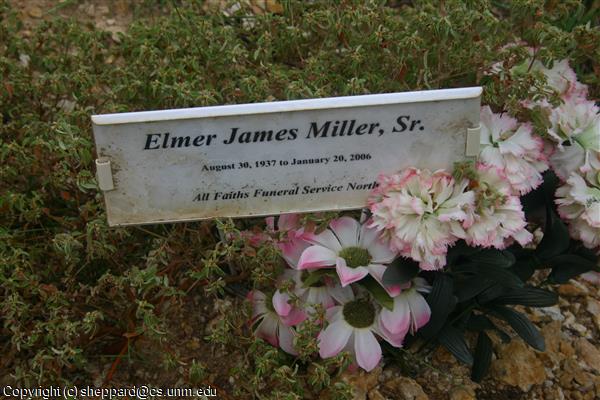 Elmer James Miller, Sr.
August 30, 1937 to January 20, 2006
All Faiths Funeral Service North
Copyright (c) sheppard@cs.unm.edu